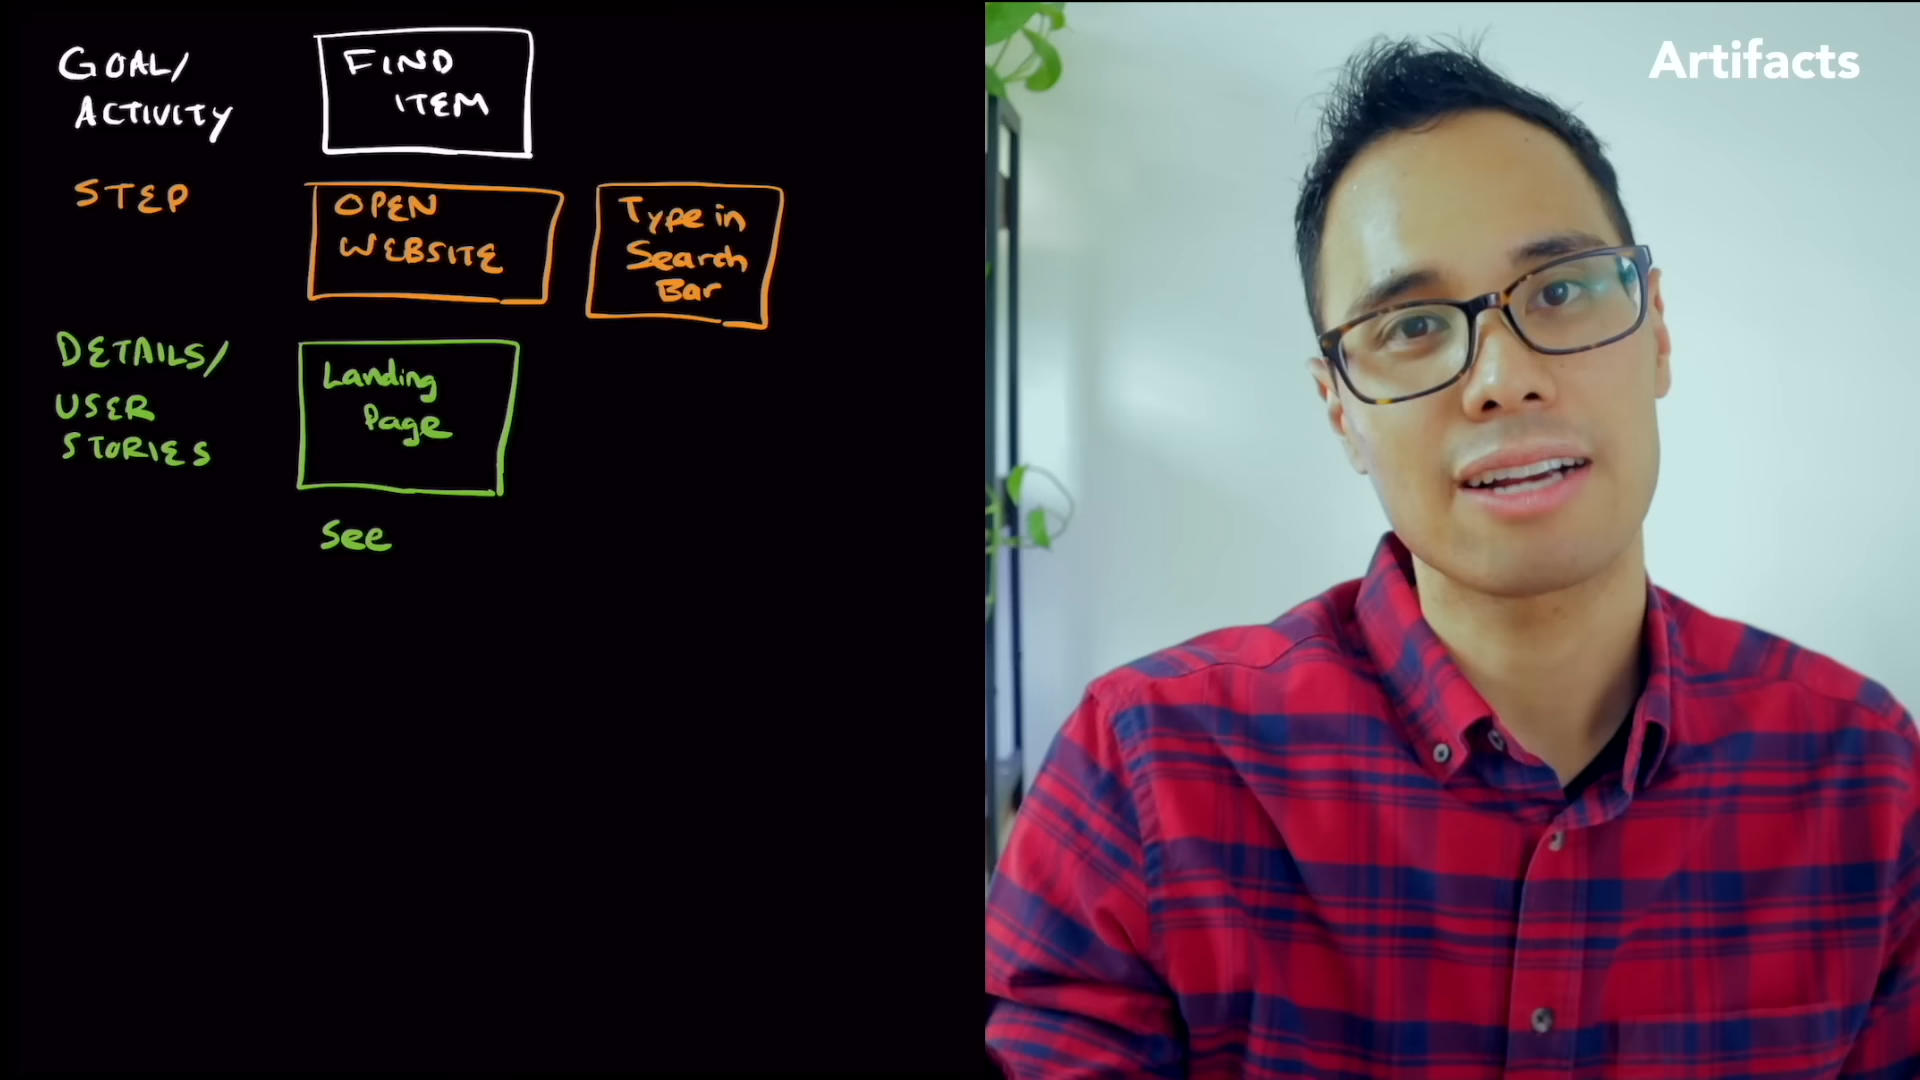 GOAL/
ACTIVITY
FIND
ITEM
STEP
OPEN
WEBSITE
Type in
Search
Bar
DETAILS/
USER
STORIES
Landing
Page
See
Artifacts